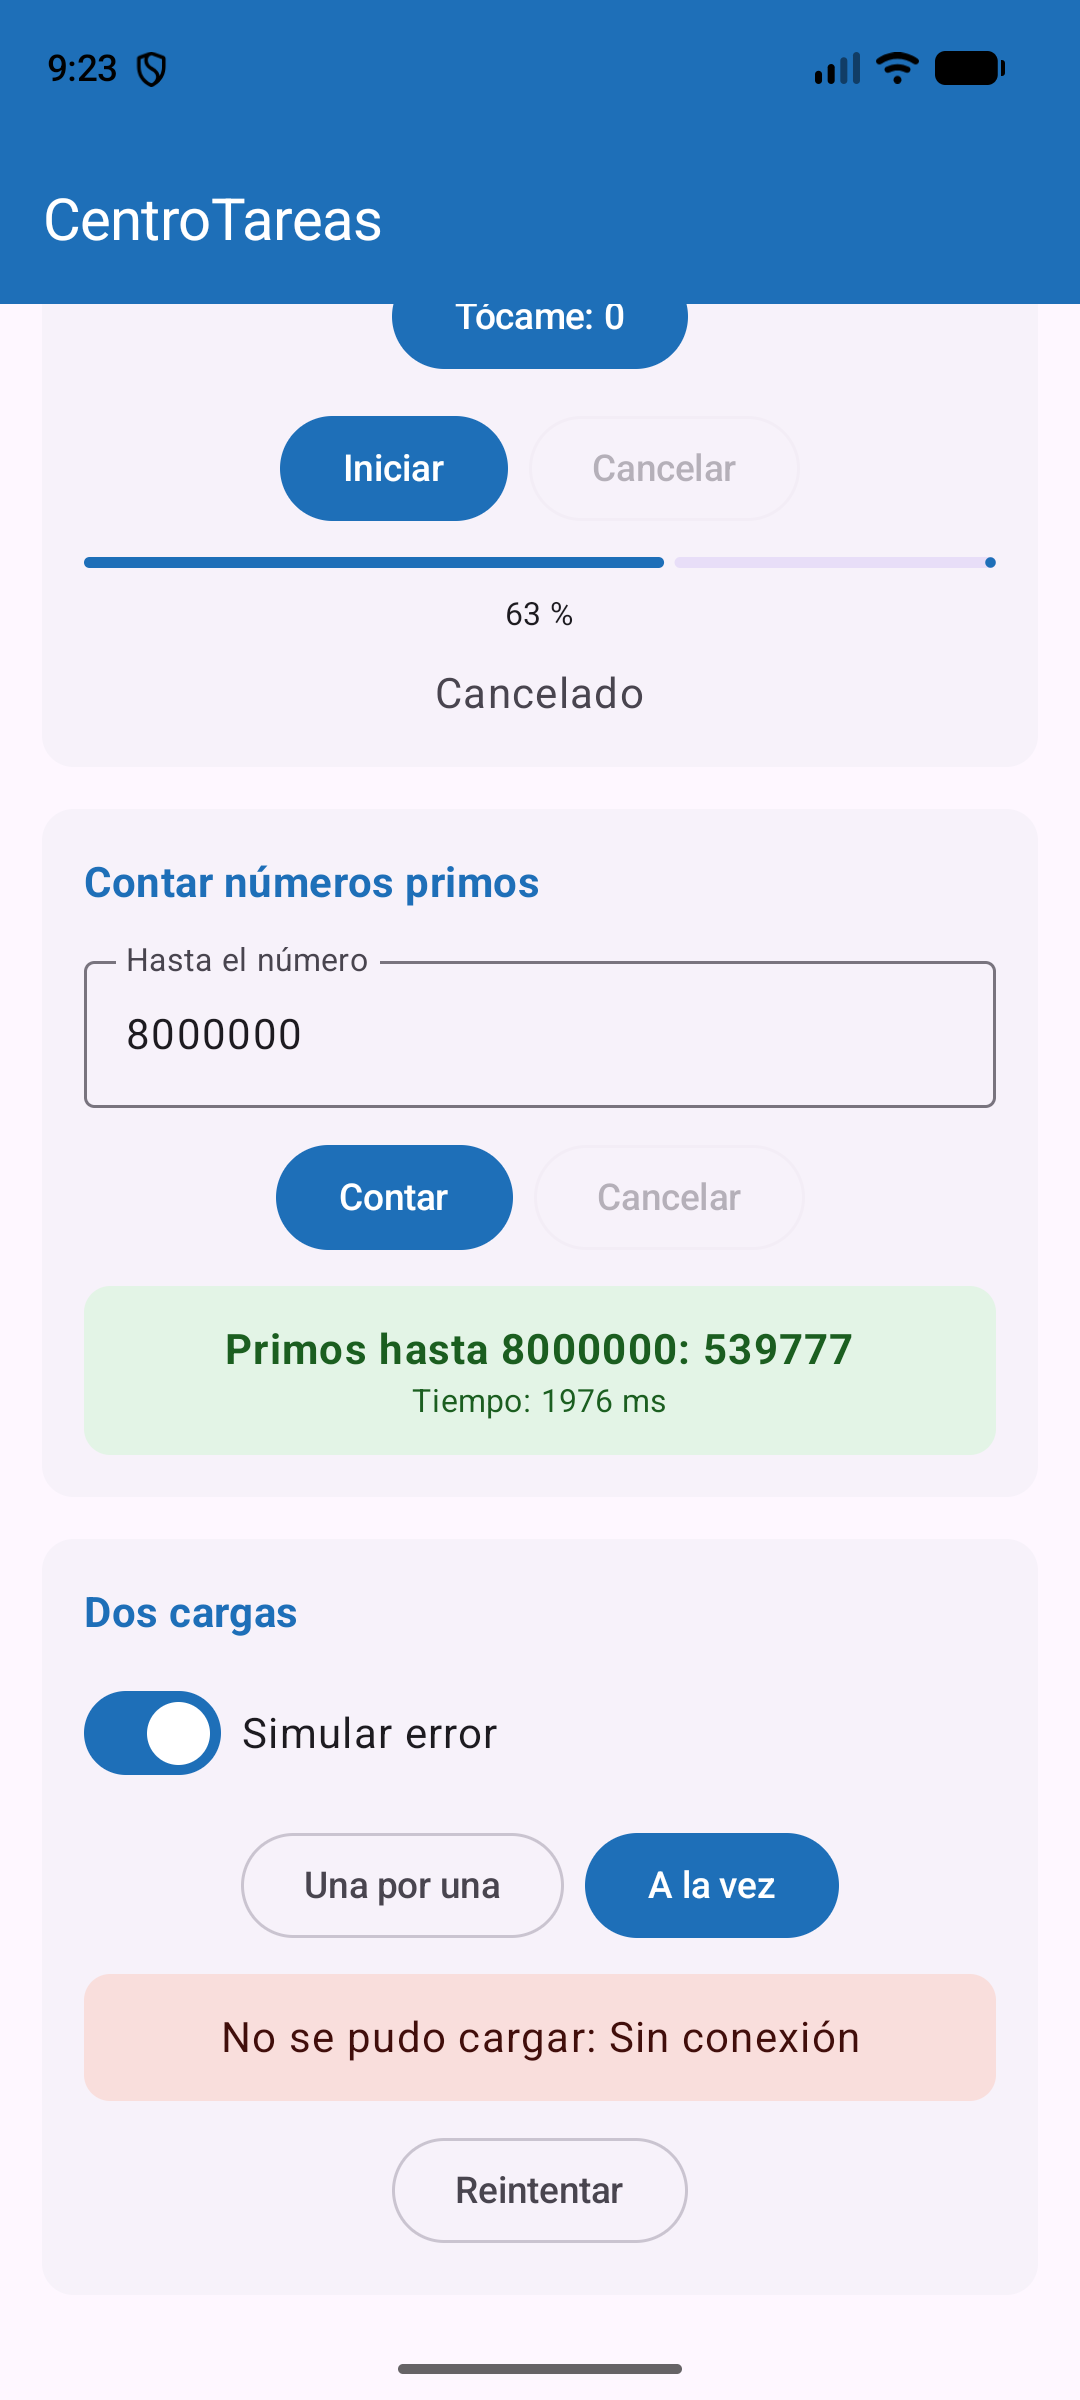 9:23
CentroTareas
Tócame: 0
Iniciar
Cancelar
63 %
Cancelado
Contar números primos
Hasta el número
8000000
Contar
Cancelar
Primos hasta 8000000: 539777
Tiempo: 1976 ms
Dos cargas
Simular error
Una por una
A la vez
No se pudo cargar: Sin conexión
Reintentar